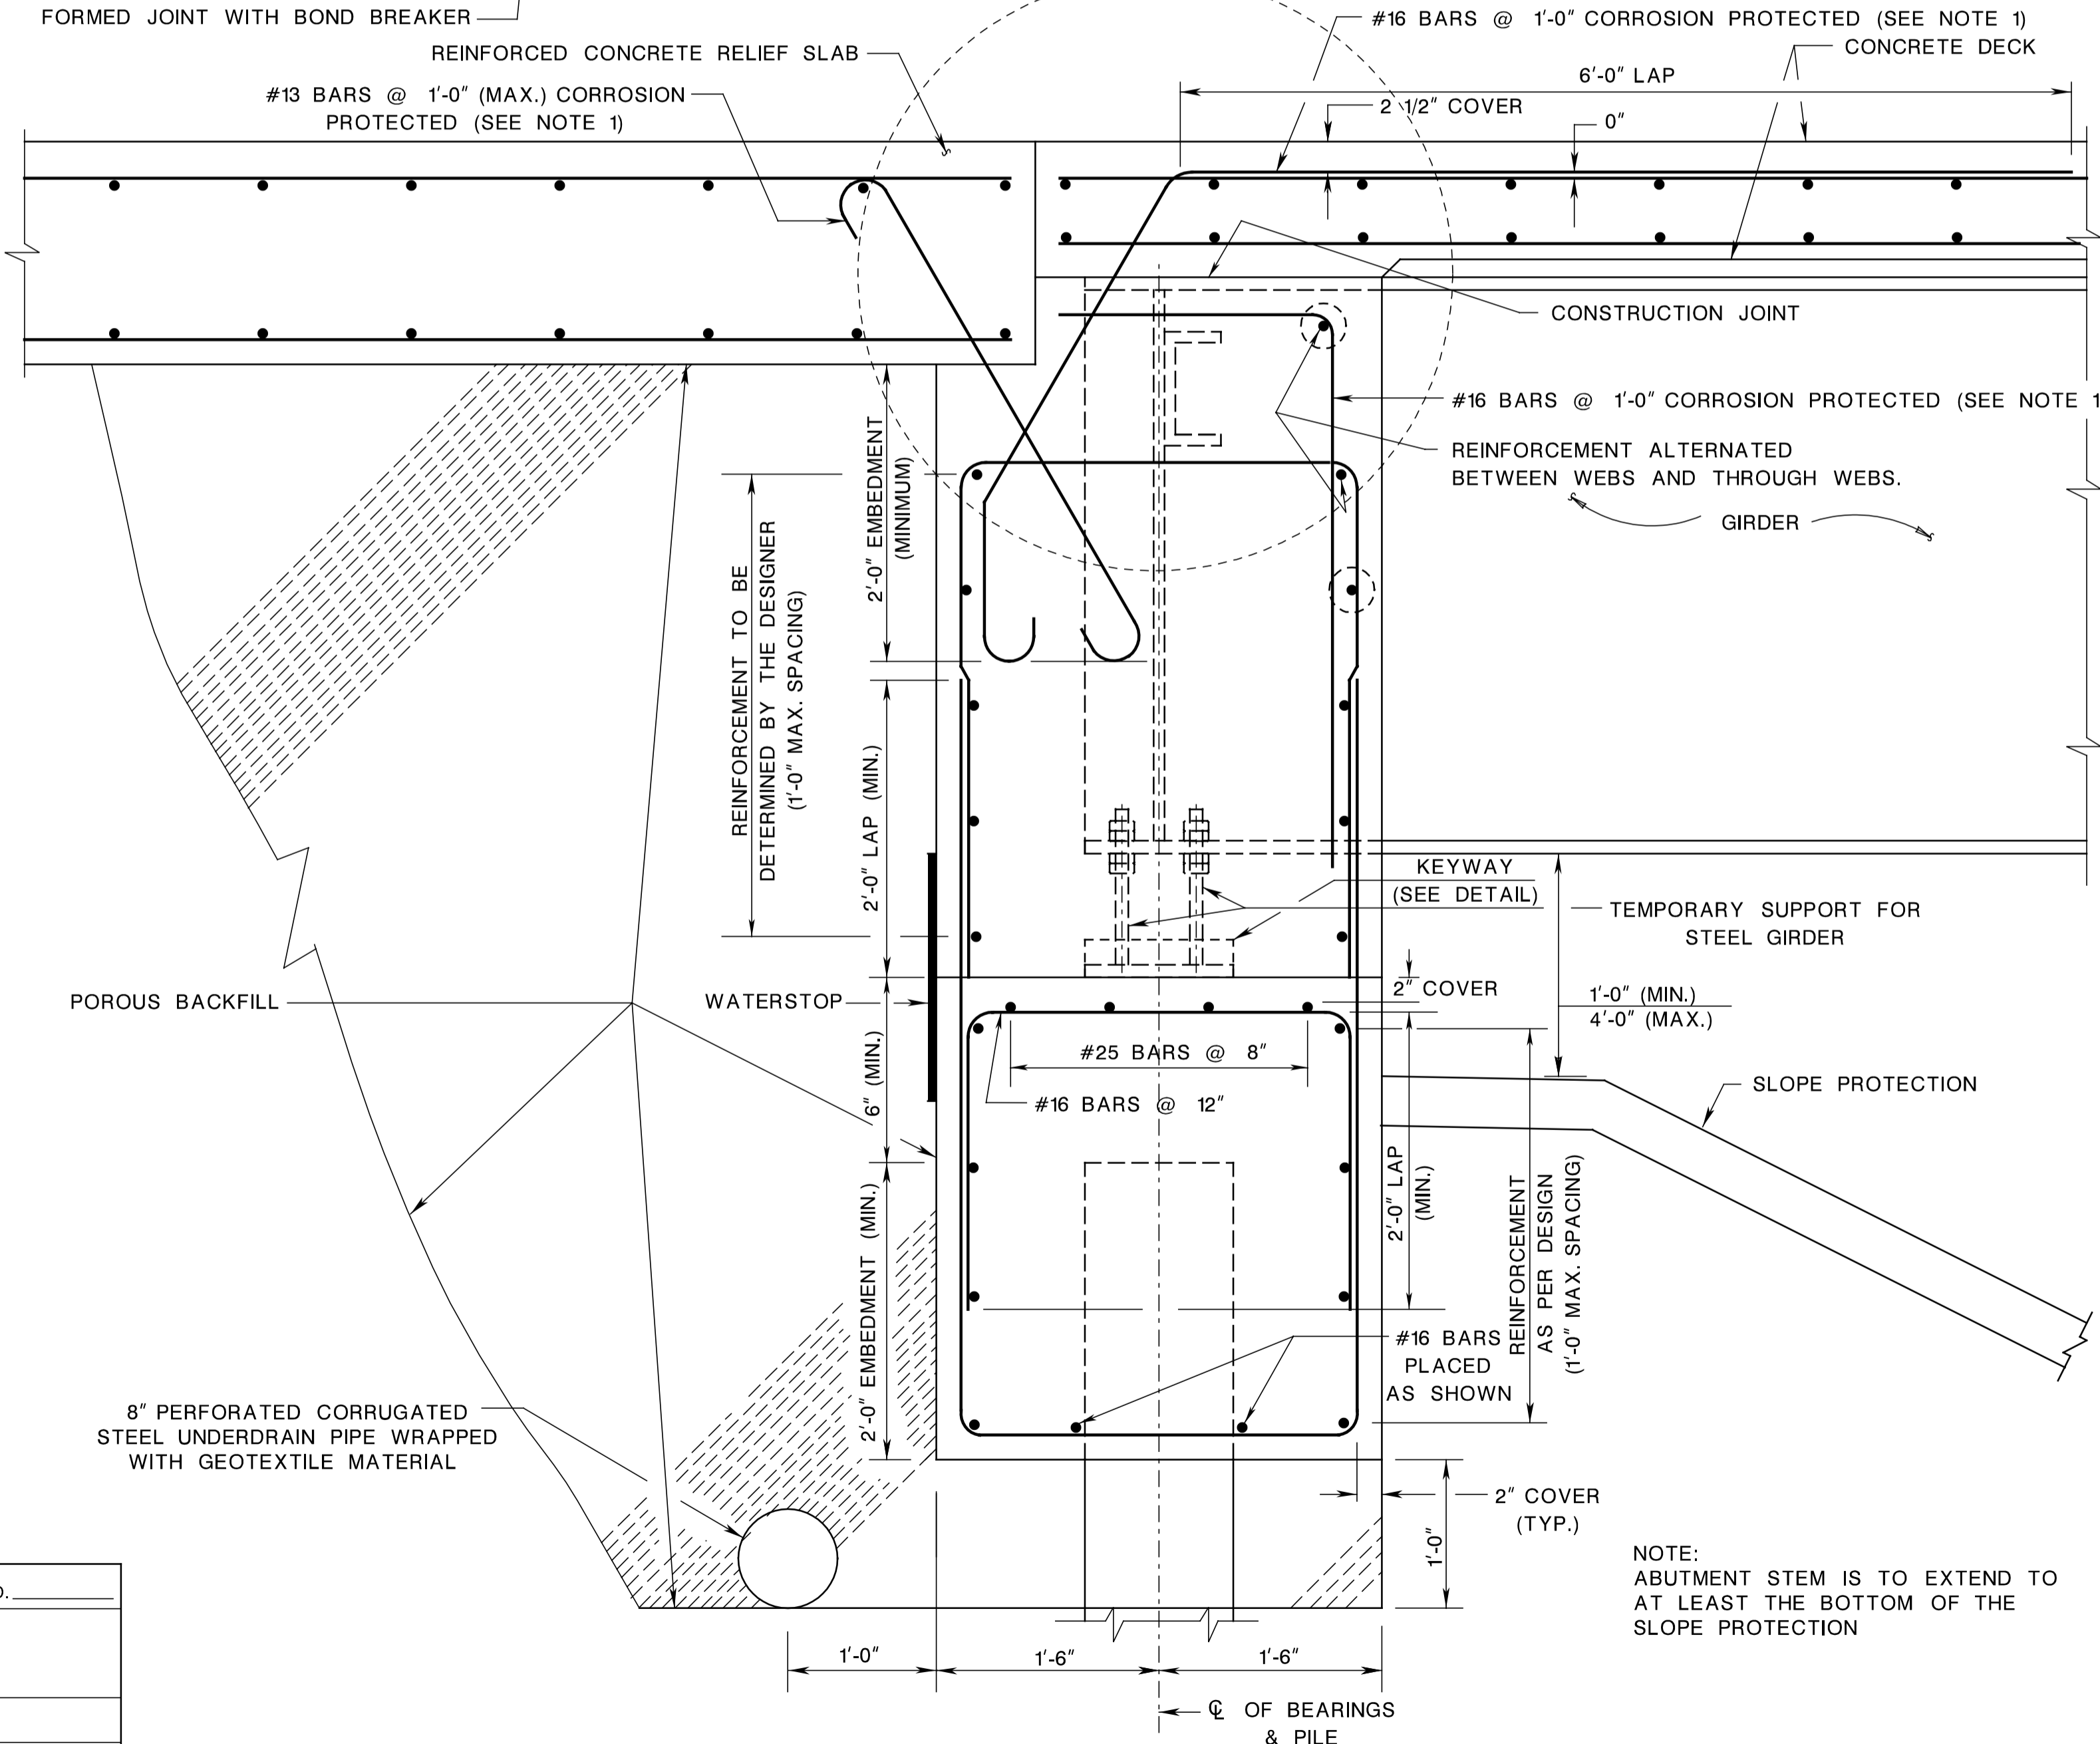 FORMED JOINT WITH BOND BREAKER
#16 BARS @ 1'-0" CORROSION PROTECTED (SEE NOTE 1)
REINFORCED CONCRETE RELIEF SLAB
CONCRETE DECK
6'-0" LAP
#13 BARS @ 1'-0" (MAX.) CORROSION
PROTECTED (SEE NOTE 1)
2 1/2" COVER
0"
CONSTRUCTION JOINT
#16 BARS @ 1'-0" CORROSION PROTECTED (SEE NOTE 1
REINFORCEMENT ALTERNATED
BETWEEN WEBS AND THROUGH WEBS.
GIRDER
2'-0" EMBEDMENT
(MINIMUM)
REINFORCEMENT TO BE
DETERMINED BY THE DESIGNER
(1'-0" MAX. SPACING)
2'-0" LAP (MIN.)
KEYWAY
(SEE DETAIL)
TEMPORARY SUPPORT FOR
STEEL GIRDER
POROUS BACKFILL
WATERSTOP
2" COVER
1'-0" (MIN.)
4'-0" (MAX.)
6" (MIN.)
#25 BARS @ 8"
#16 BARS @ 12"
SLOPE PROTECTION
2'-0" LAP
(MIN.)
REINFORCEMENT
AS PER DESIGN
(1'-0" MAX. SPACING)
2'-0" EMBEDMENT (MIN.)
#16 BARS
PLACED
AS SHOWN
8" PERFORATED CORRUGATED
STEEL UNDERDRAIN PIPE WRAPPED
WITH GEOTEXTILE MATERIAL
2" COVER
(TYP.)
1'-0"
NOTE:
ABUTMENT STEM IS TO EXTEND TO
AT LEAST THE BOTTOM OF THE
SLOPE PROTECTION
1'-0"
1'-6"
1'-6"
℄ OF BEARINGS
& PILE